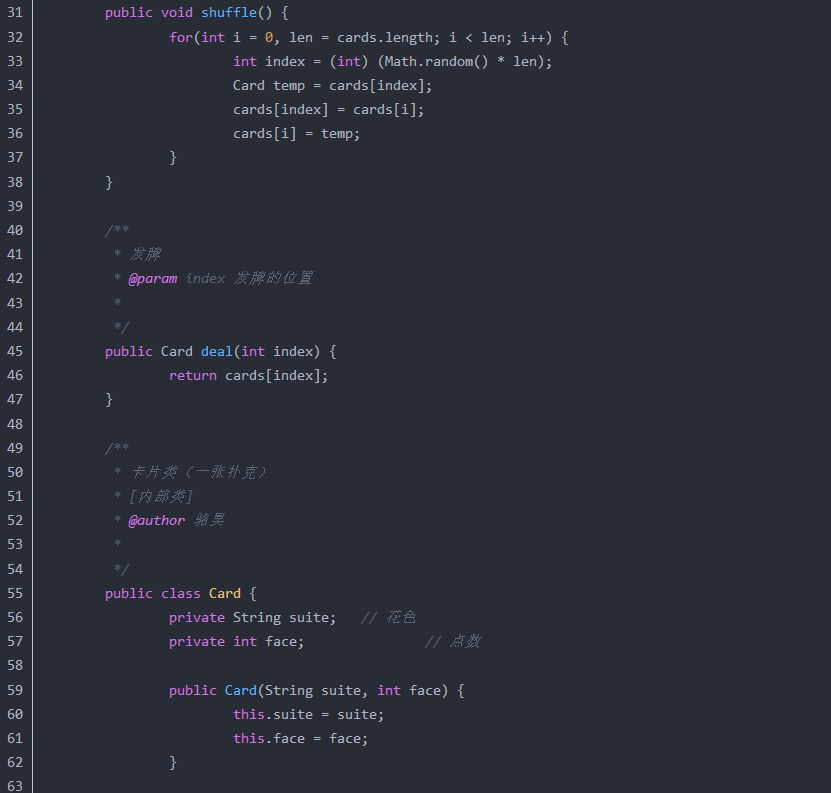 31 public void shuffle() {
32 for(int i = 0, len = cards.length; i < len; i++) {
33 int index = (int) (Math.random() * len);
34 Card temp = cards[index];
35 cards[index] = cards[i];
36 cards[i] = temp;
37 }
38 }
39
40 /**
41 * 发牌
42 * @param index 发牌的位置
43 *
44 */
45 public Card deal(int index) {
46 return cards[index];
47 }
48
49 /**
50 * 卡片类（一张扑克）
51 * [内部类]
52 * @author 骆昊
53 *
54 */
55 public class Card {
56 private String suite; // 花色
57 private int face; // 点数
58
59 public Card(String suite, int face) {
60 this.suite = suite;
61 this.face = face;
62 }
63